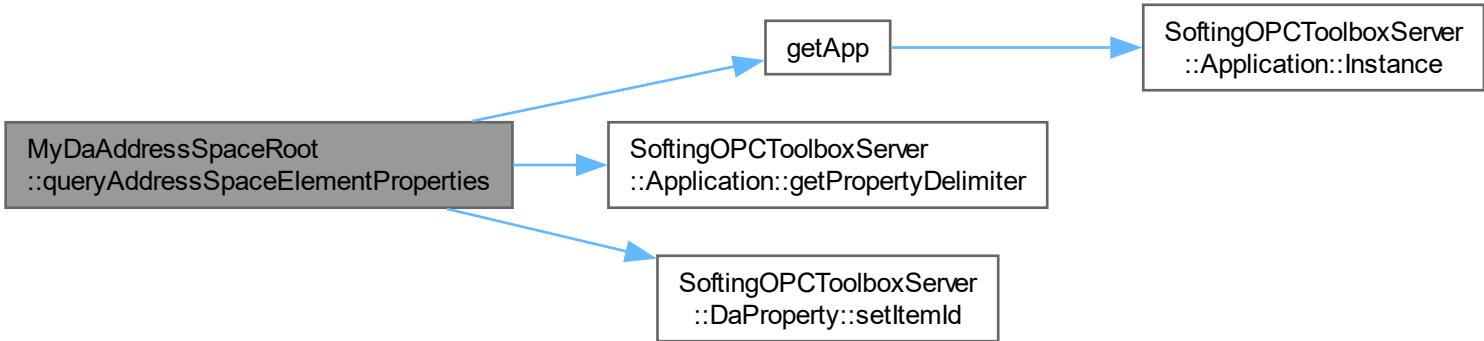 getApp
SoftingOPCToolboxServer
::Application::Instance
MyDaAddressSpaceRoot
::queryAddressSpaceElementProperties
SoftingOPCToolboxServer
::Application::getPropertyDelimiter
SoftingOPCToolboxServer
::DaProperty::setItemId